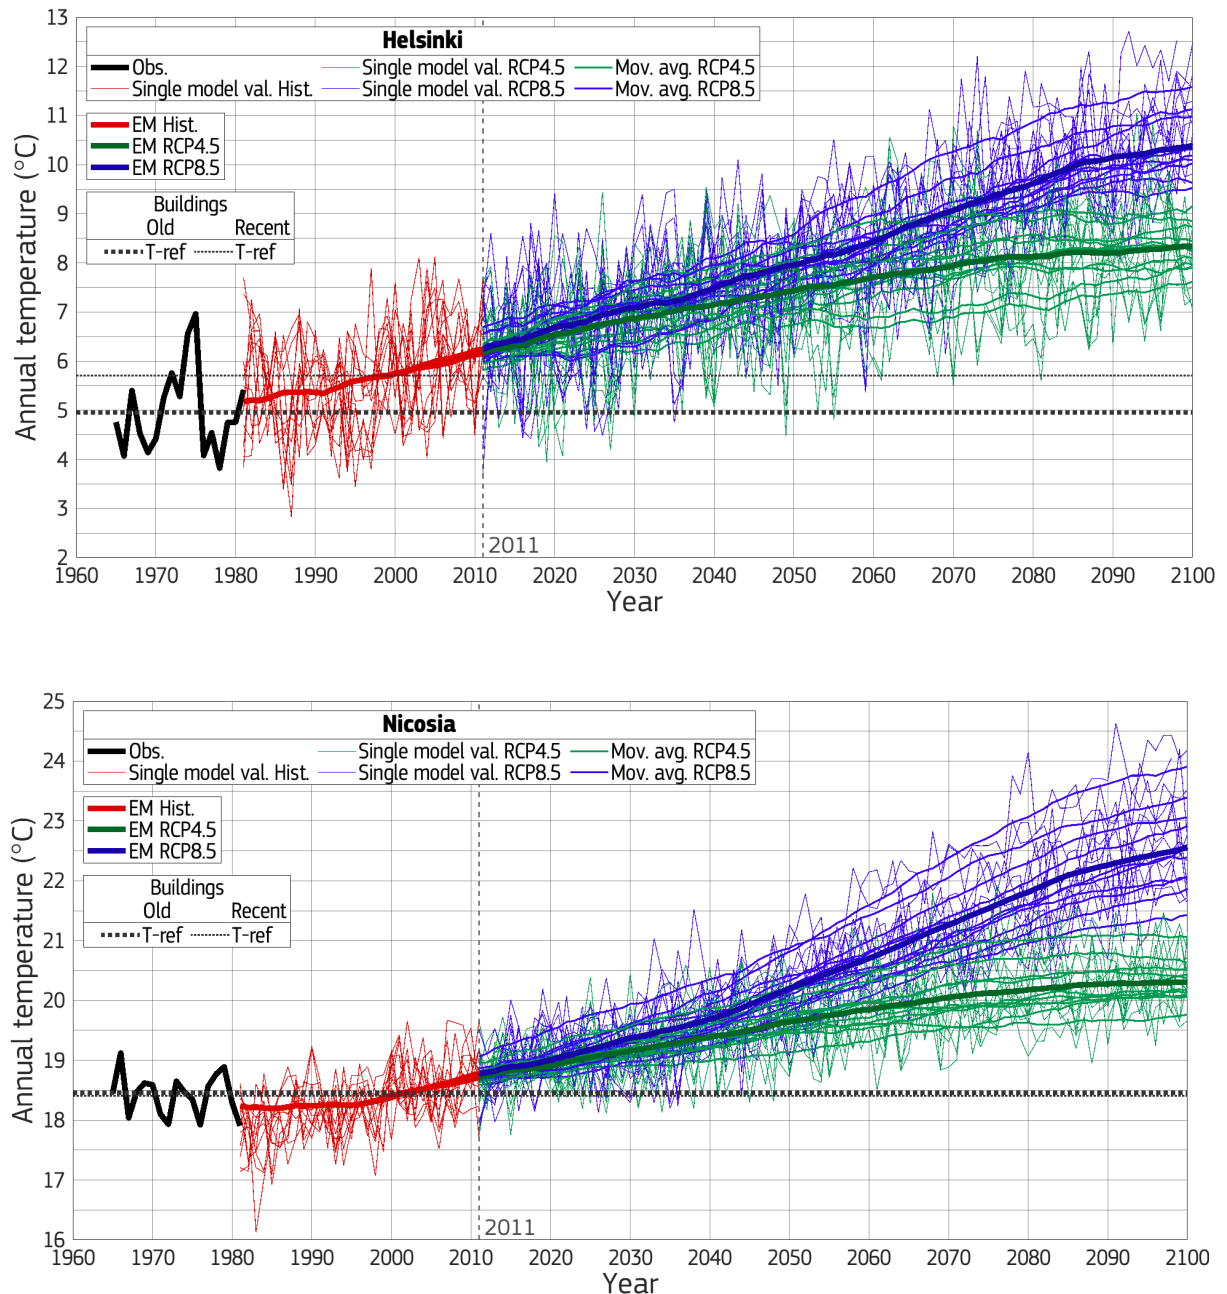 13
12
11
10
9
8
7
6
5
4
3
2
Annual temperature (°C)
Helsinki
Obs.
Single model val. RCP4.5
Mov. avg. RCP4.5
Single model val. Hist.
Single model val. RCP8.5
Mov. avg. RCP8.5
EM Hist.
EM RCP4.5
EM RCP8.5
Buildings
Old Recent
T-ref T-ref
2011
1960 1970 1980 1990 2000 2010 2020 2030 2040 2050 2060 2070 2080 2090 2100
Year
25
24
23
22
21
20
19
18
17
16
Annual temperature (°C)
Nicosia
Obs.
Single model val. RCP4.5
Mov. avg. RCP4.5
Single model val. Hist.
Single model val. RCP8.5
Mov. avg. RCP8.5
EM Hist.
EM RCP4.5
EM RCP8.5
Buildings
Old Recent
T-ref T-ref
2011
1960 1970 1980 1990 2000 2010 2020 2030 2040 2050 2060 2070 2080 2090 2100
Year